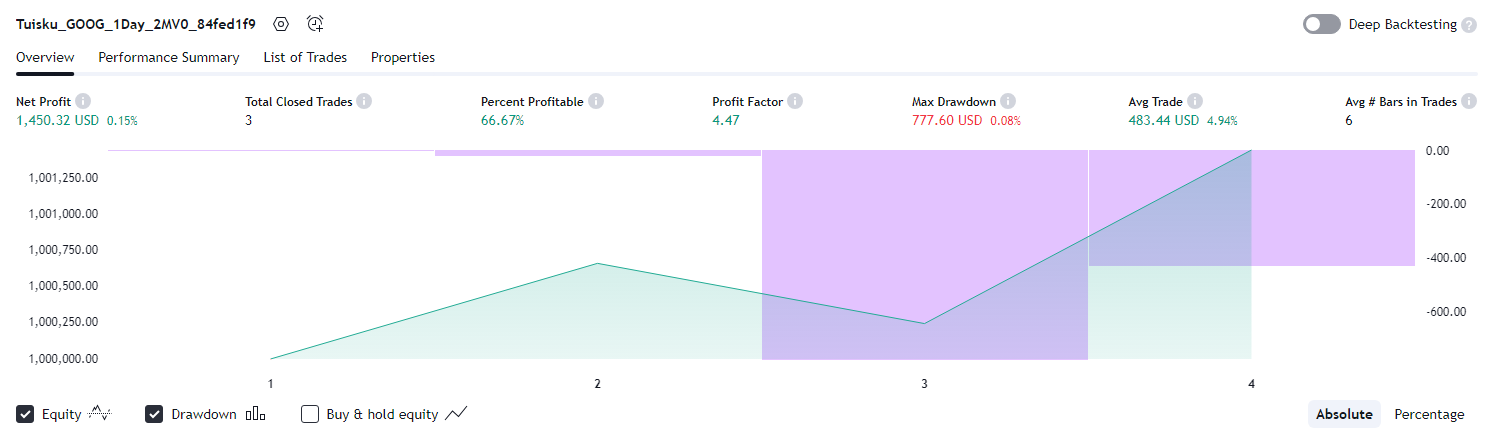 Tuisku_GOOG_1Day_2MV0_84fed1f9 Deep Backtesting
Overview Performance Summary List of Trades Properties
Net Profit Total Closed Trades Percent Profitable Profit Factor Max Drawdown Avg Trade Avg # Bars in Trades
1,450.32 USD 0.15% 3 66.67% 4.47 777.60 USD 0.08% 483.44 USD 4.94% 6
0.00
1,001,250.00
-200.00
1,001,000.00
1,000,750.00
-400.00
1,000,500.00
-600.00
1,000,250.00
1,000,000.00
1 2 3 4
Equity Drawdown Buy & hold equity Absolute Percentage